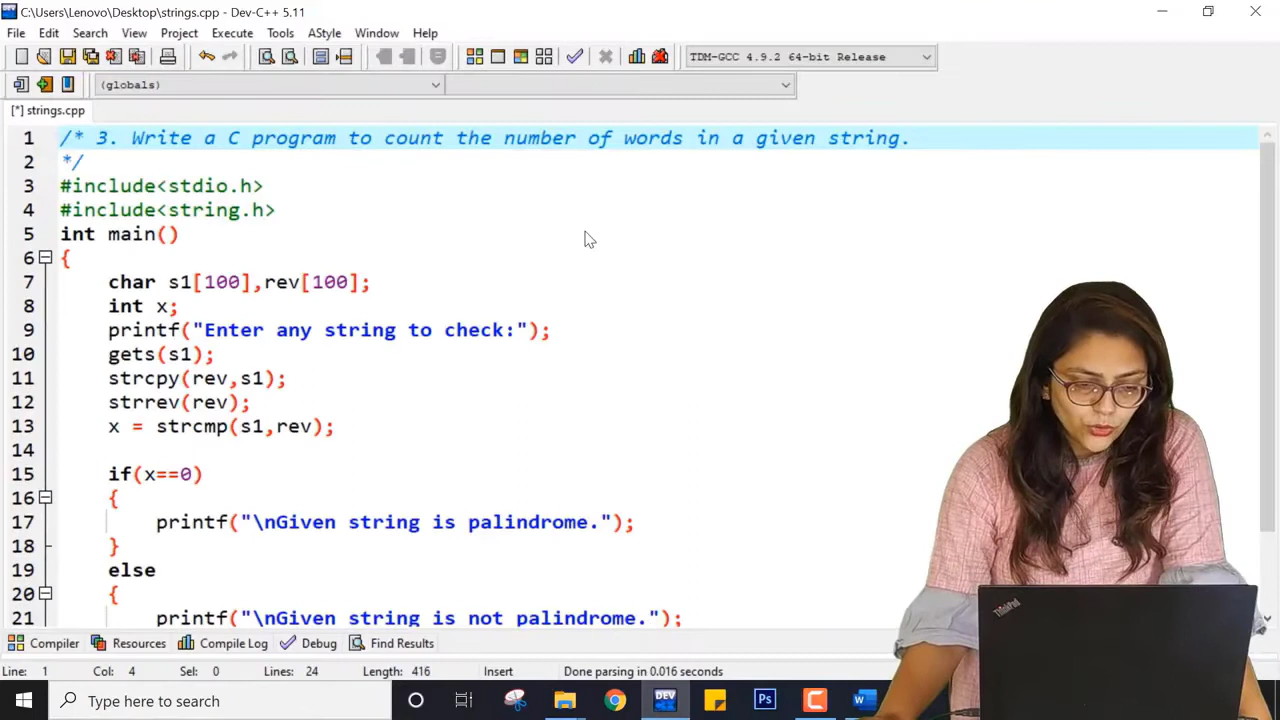 C:\Users\Lenovo\Desktop\strings.cpp - Dev-C++ 5.11
File Edit Search View Project Execute Tools AStyle Window Help
TDM-GCC 4.9.2 64-bit Release
(globals)
[*] strings.cpp
1 /* 3. Write a C program to count the number of words in a given string.
2 */
3 #include<stdio.h>
4 #include<string.h>
5 int main()
6 {
7 char s1[100],rev[100];
8 int x;
9 printf("Enter any string to check:");
10 gets(s1);
11 strcpy(rev,s1);
12 strrev(rev);
13 x = strcmp(s1,rev);
14
15 if(x==0)
16 {
17 printf("\nGiven string is palindrome.");
18 }
19 else
20 {
21 printf("\nGiven string is not palindrome.");
Compiler Resources Compile Log Debug Find Results
Line: 1 Col: 4 Sel: 0 Lines: 24 Length: 416 Insert Done parsing in 0.016 seconds
Type here to search
DEV
Ps
W
ThinkPad